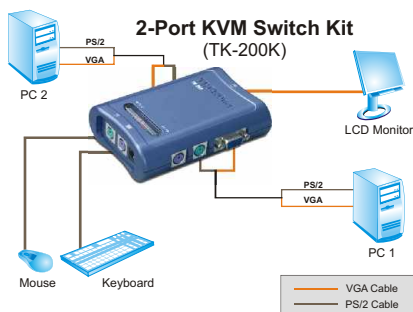 2-Port KVM Switch Kit
(TK-200K)
PS/2
VGA
PC 2
LCD Monitor
PS/2
VGA
PC 1
Mouse
Keyboard
VGA Cable
PS/2 Cable